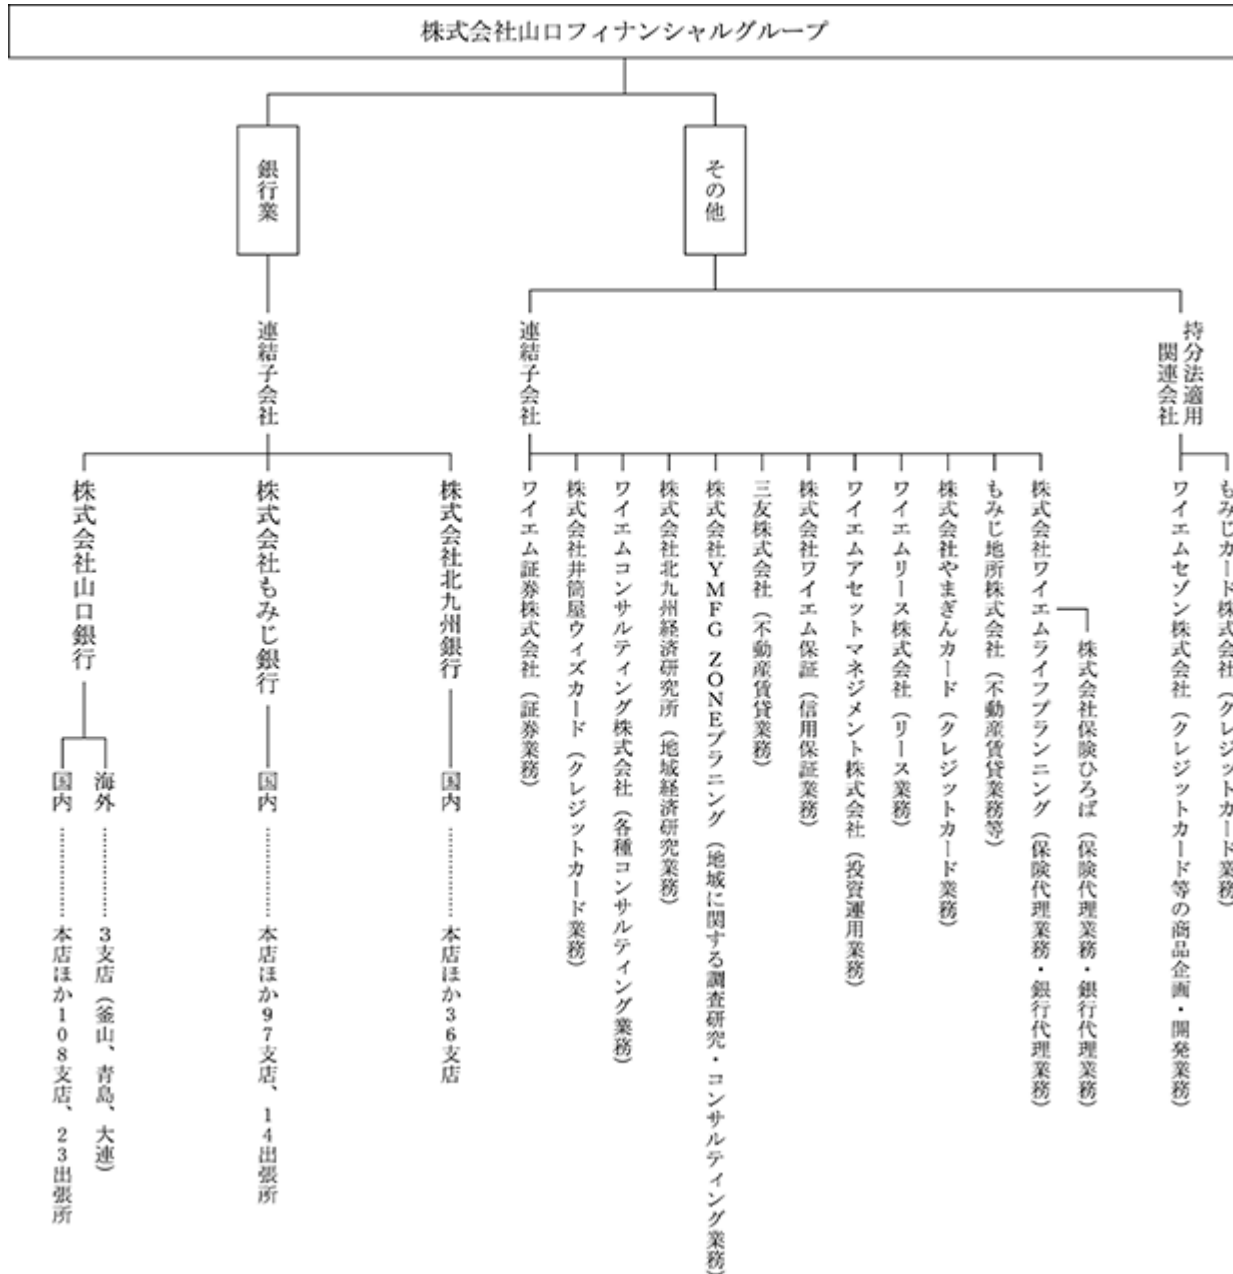 株式会社山口フィナンシャルグループ
銀行業
その他
連結子会社
連結子会社
持分法適用
関連会社
株式会社山口銀行
国内 本店ほか108支店、23出張所
海外 3支店（釜山、青島、大連）
株式会社もみじ銀行
国内 本店ほか97支店、14出張所
株式会社北九州銀行
国内 本店ほか36支店
ワイエム証券株式会社（証券業務）
株式会社井筒屋ウィズカード（クレジットカード業務）
ワイエムコンサルティング株式会社（各種コンサルティング業務）
株式会社北九州経済研究所（地域経済研究業務）
株式会社YMFG ZONEプラニング（地域に関する調査研究・コンサルティング業務）
三友株式会社（不動産賃貸業務）
株式会社ワイエム保証（信用保証業務）
ワイエムアセットマネジメント株式会社（投資運用業務）
ワイエムリース株式会社（リース業務）
株式会社やまぎんカード（クレジットカード業務）
もみじ地所株式会社（不動産賃貸業務等）
株式会社ワイエムライフプランニング（保険代理業務・銀行代理業務）
株式会社保険ひろば（保険代理業務・銀行代理業務）
ワイエムセゾン株式会社（クレジットカード等の商品企画・開発業務）
もみじカード株式会社（クレジットカード業務）